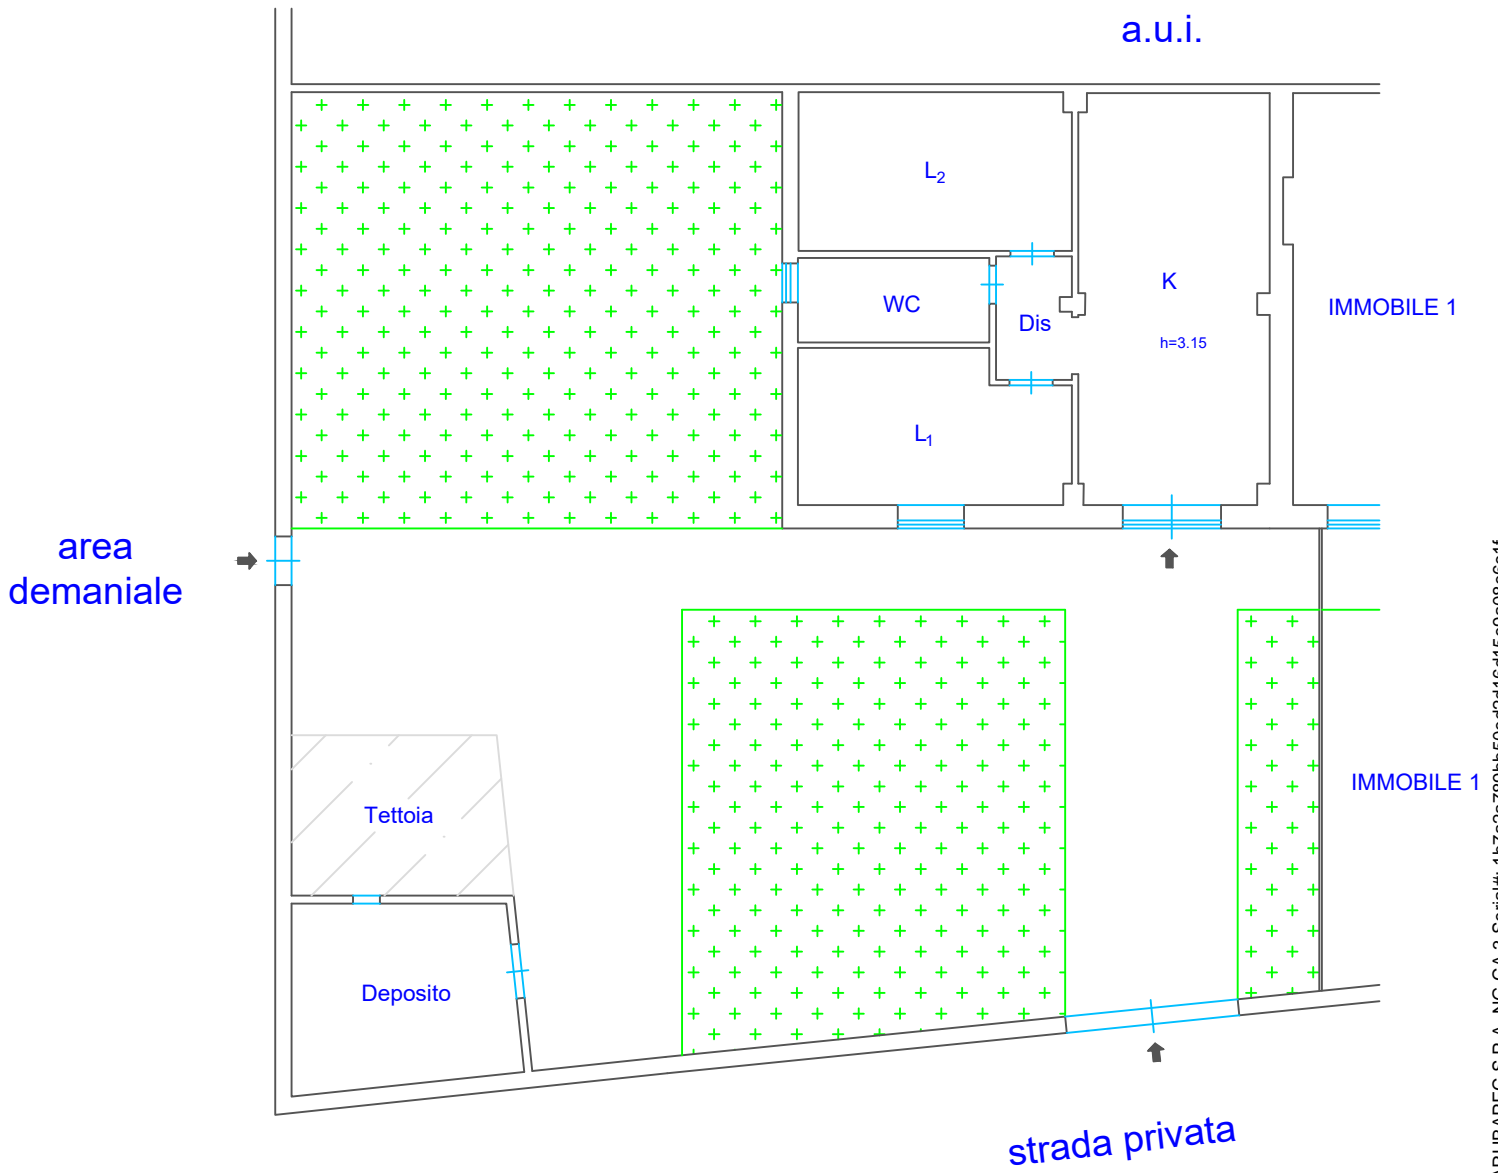 a.u.i.
L2
K
WC
IMMOBILE 1
Dis
h=3.15
L1
area
demaniale
IMMOBILE 1
Tettoia
Deposito
strada privata